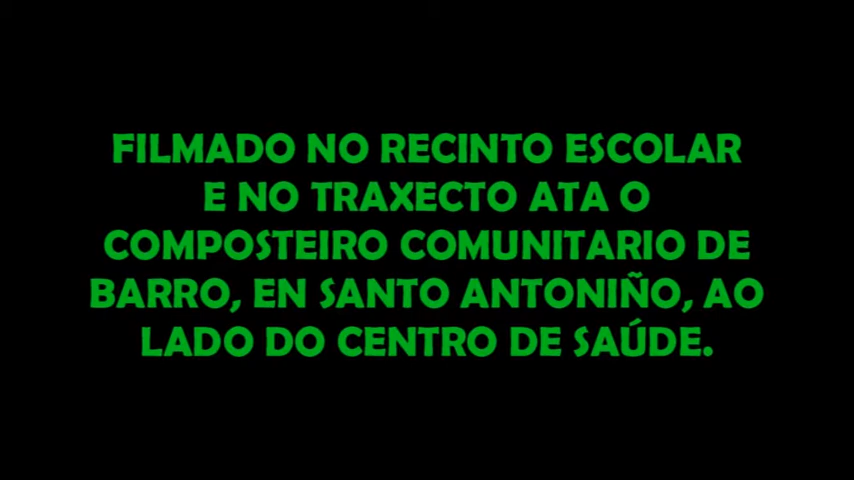 FILMADO NO RECINTO ESCOLAR
E NO TRAXECTO ATA O
COMPOSTEIRO COMUNITARIO DE
BARRO, EN SANTO ANTONIÑO, AO
LADO DO CENTRO DE SAÚDE.